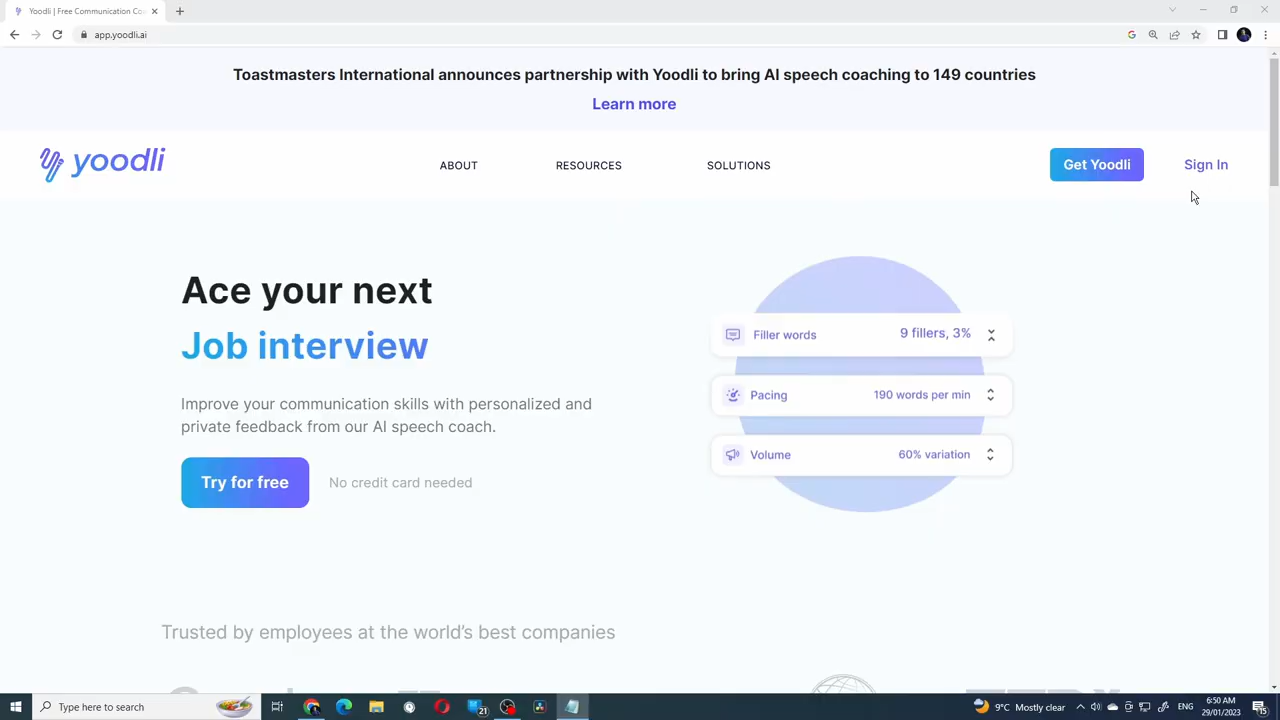 Yoodli | Free Communication Co
app.yoodli.ai
Toastmasters International announces partnership with Yoodli to bring AI speech coaching to 149 countries
Learn more
yoodli
ABOUT
RESOURCES
SOLUTIONS
Get Yoodli
Sign In
Ace your next
Job interview
Improve your communication skills with personalized and
private feedback from our AI speech coach.
Try for free
No credit card needed
Filler words
9 fillers, 3%
Pacing
190 words per min
Volume
60% variation
Trusted by employees at the world's best companies
Type here to search
21
9°C Mostly clear
ENG
6:50 AM
29/01/2023
15